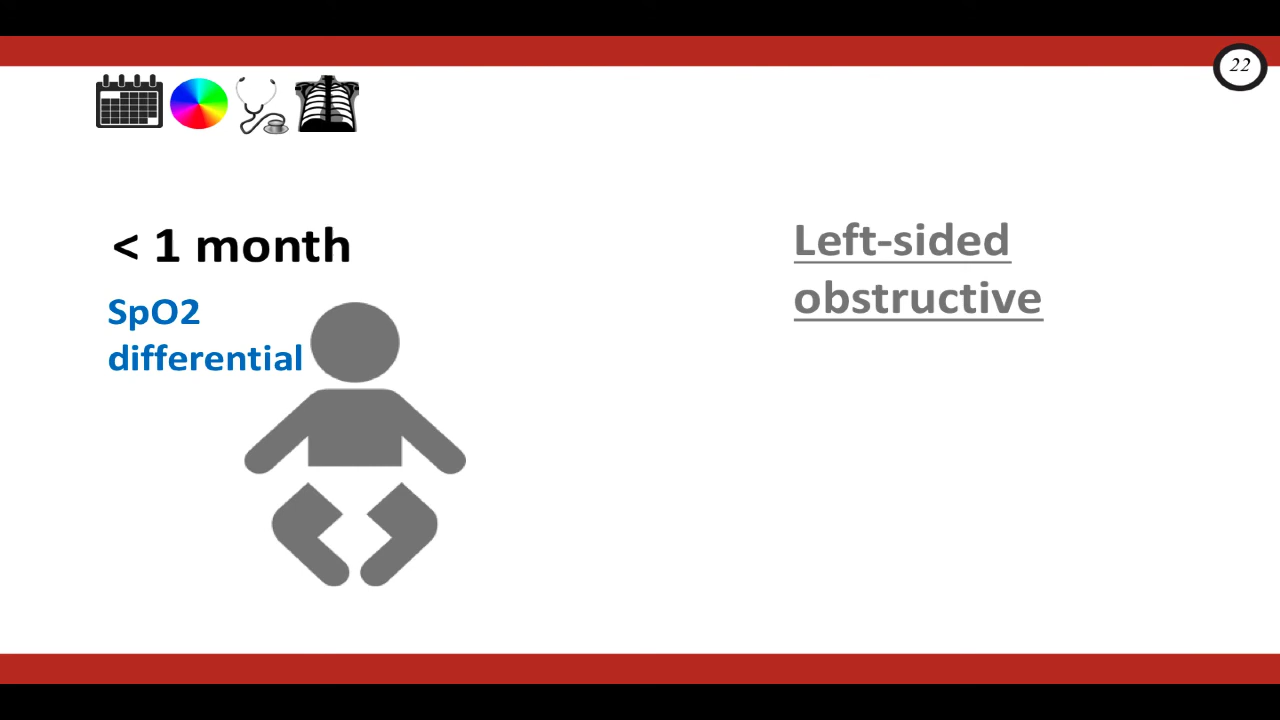 22
< 1 month
SpO2
differential
Left-sided
obstructive